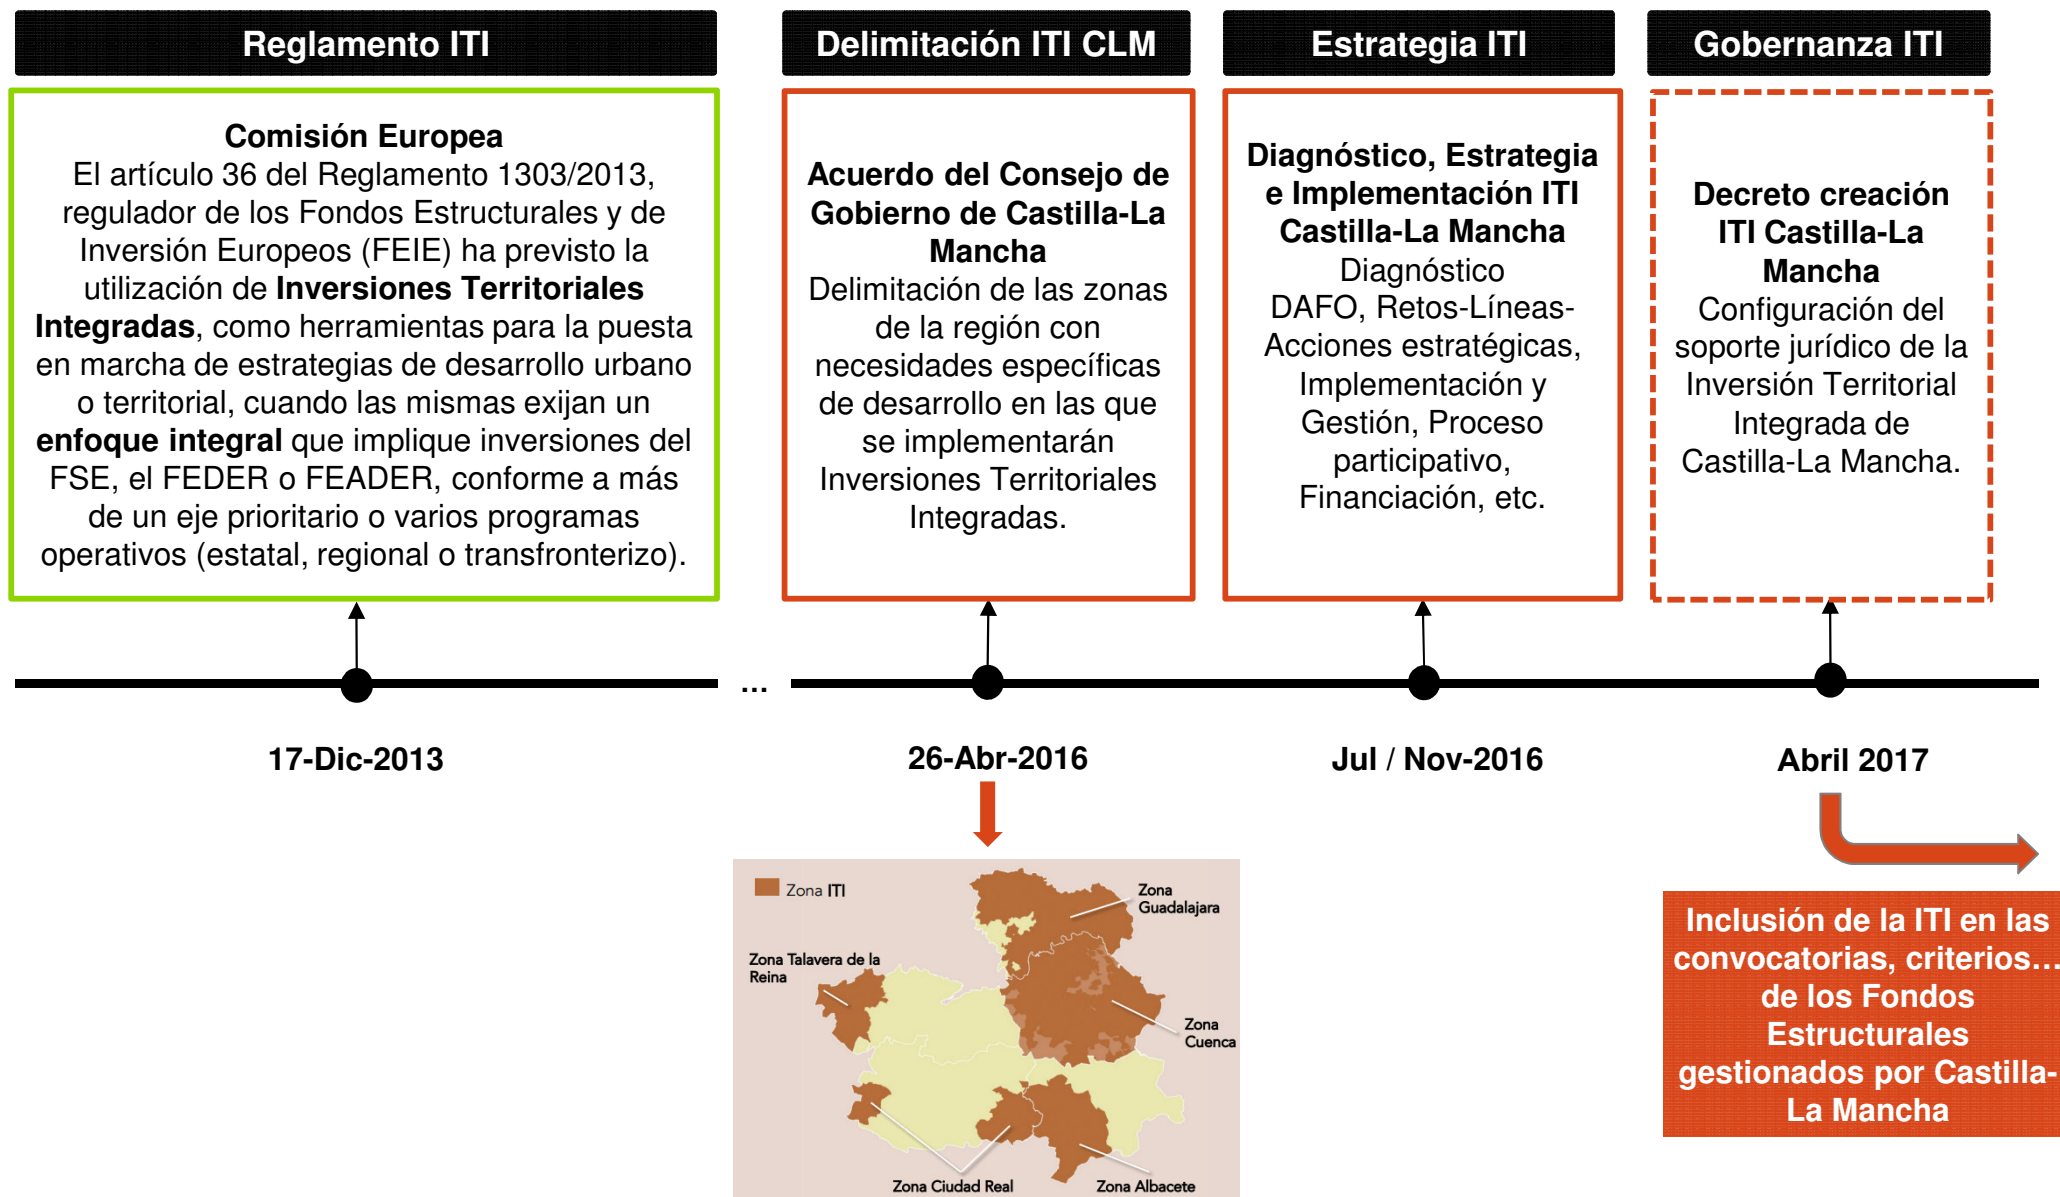 Reglamento ITI
Comisión Europea
El artículo 36 del Reglamento 1303/2013,
regulador de los Fondos Estructurales y de
Inversión Europeos (FEIE) ha previsto la
utilización de Inversiones Territoriales
Integradas, como herramientas para la puesta
en marcha de estrategias de desarrollo urbano
o territorial, cuando las mismas exijan un
enfoque integral que implique inversiones del
FSE, el FEDER o FEADER, conforme a más
de un eje prioritario o varios programas
operativos (estatal, regional o transfronterizo).
Delimitación ITI CLM
Acuerdo del Consejo de
Gobierno de Castilla-La
Mancha
Delimitación de las zonas
de la región con
necesidades específicas
de desarrollo en las que
se implementarán
Inversiones Territoriales
Integradas.
Estrategia ITI
Diagnóstico, Estrategia
e Implementación ITI
Castilla-La Mancha
Diagnóstico
DAFO, Retos-Líneas-
Acciones estratégicas,
Implementación y
Gestión, Proceso
participativo,
Financiación, etc.
Gobernanza ITI
Decreto creación
ITI Castilla-La
Mancha
Configuración del
soporte jurídico de la
Inversión Territorial
Integrada de
Castilla-La Mancha.
...
17-Dic-2013
26-Abr-2016
Jul / Nov-2016
Abril 2017
Zona ITI
Zona
Guadalajara
Zona Talavera de la
Reina
Zona
Cuenca
Zona Ciudad Real
Zona Albacete
Inclusión de la ITI en las
convocatorias, criterios…
de los Fondos
Estructurales
gestionados por Castilla-
La Mancha